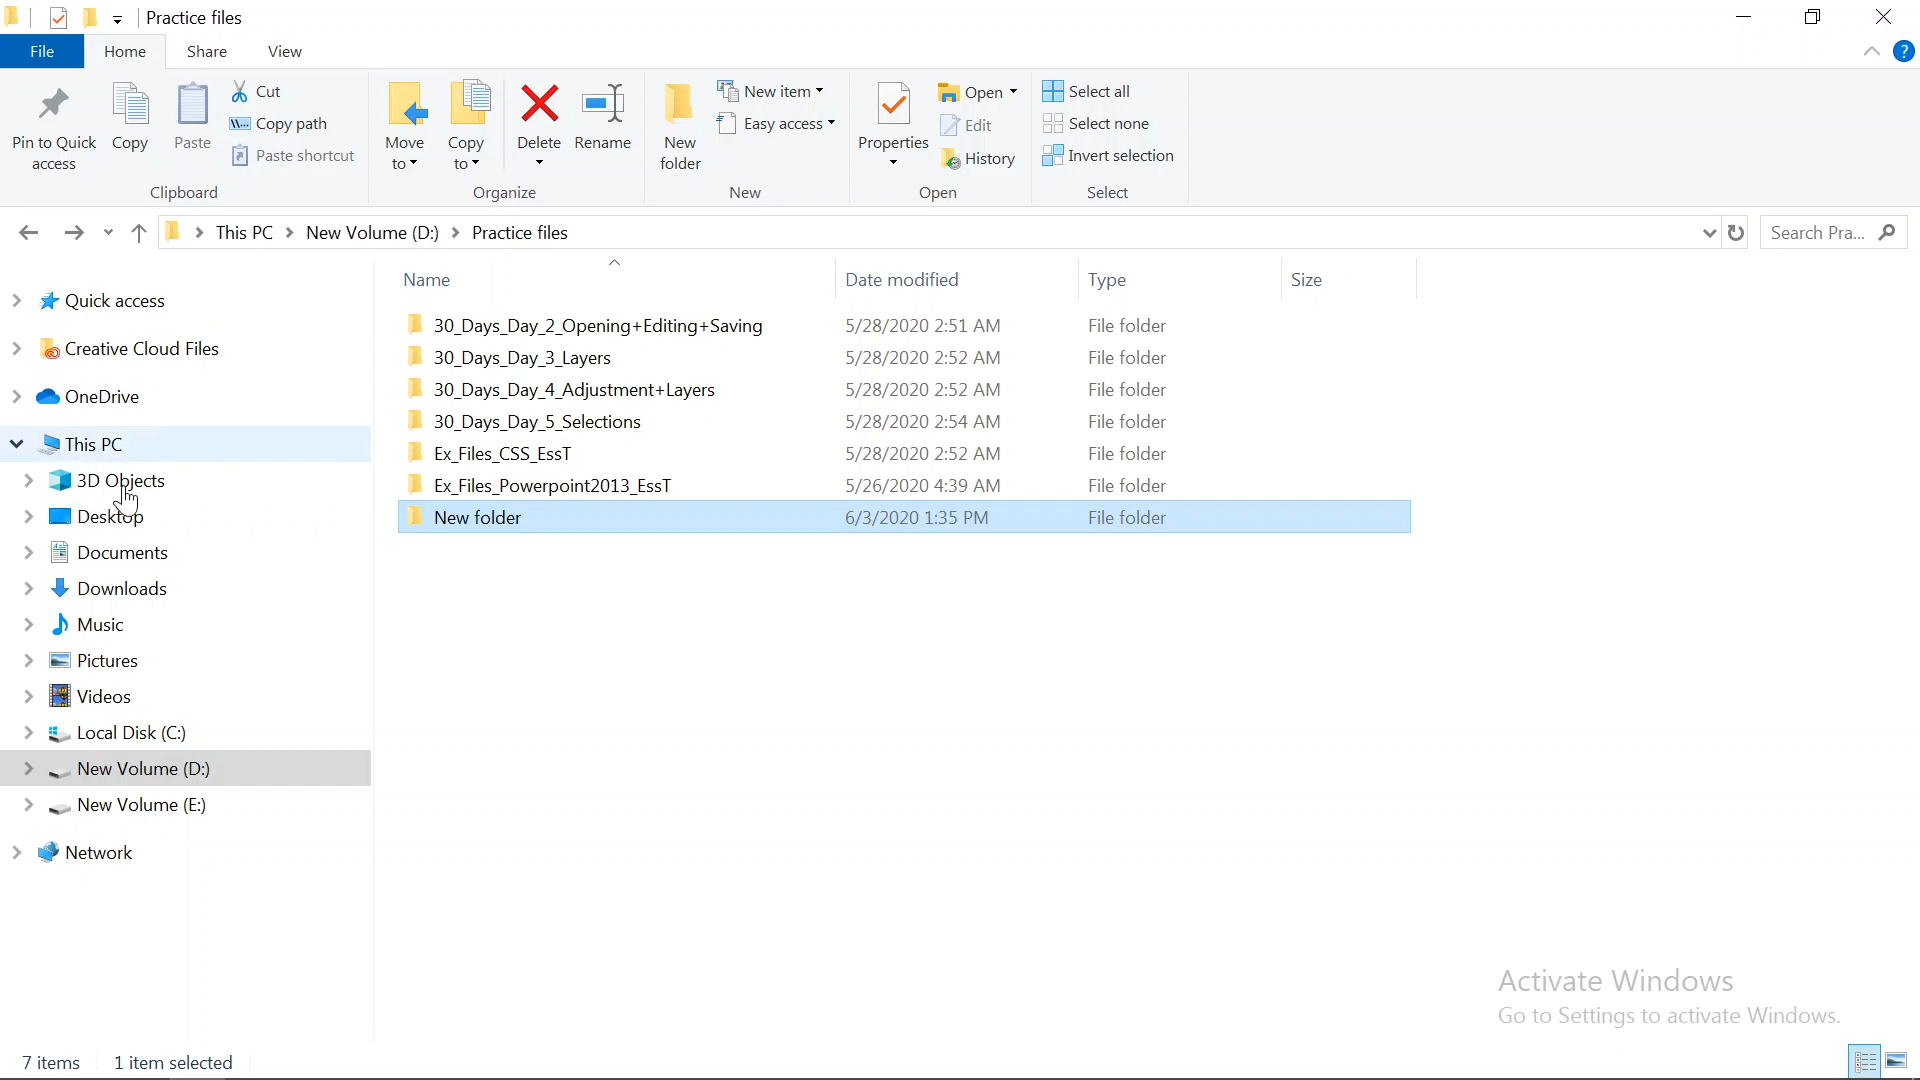 Practice files
File Home Share View
Pin to Quick access
Copy
Paste
Cut
Copy path
Paste shortcut
Clipboard
Move to
Copy to
Delete
Rename
Organize
New folder
New item
Easy access
New
Properties
Open
Edit
History
Open
Select all
Select none
Invert selection
Select
This PC New Volume (D:) Practice files
Search Pra...
Name Date modified Type Size
Quick access
Creative Cloud Files
OneDrive
This PC
3D Objects
Desktop
Documents
Downloads
Music
Pictures
Videos
Local Disk (C:)
New Volume (D:)
New Volume (E:)
Network
30_Days_Day_2_Opening+Editing+Saving 5/28/2020 2:51 AM File folder
30_Days_Day_3_Layers 5/28/2020 2:52 AM File folder
30_Days_Day_4_Adjustment+Layers 5/28/2020 2:52 AM File folder
30_Days_Day_5_Selections 5/28/2020 2:54 AM File folder
Ex_Files_CSS_EssT 5/28/2020 2:52 AM File folder
Ex_Files_Powerpoint2013_EssT 5/26/2020 4:39 AM File folder
New folder 6/3/2020 1:35 PM File folder
Activate Windows
Go to Settings to activate Windows.
7 items 1 item selected